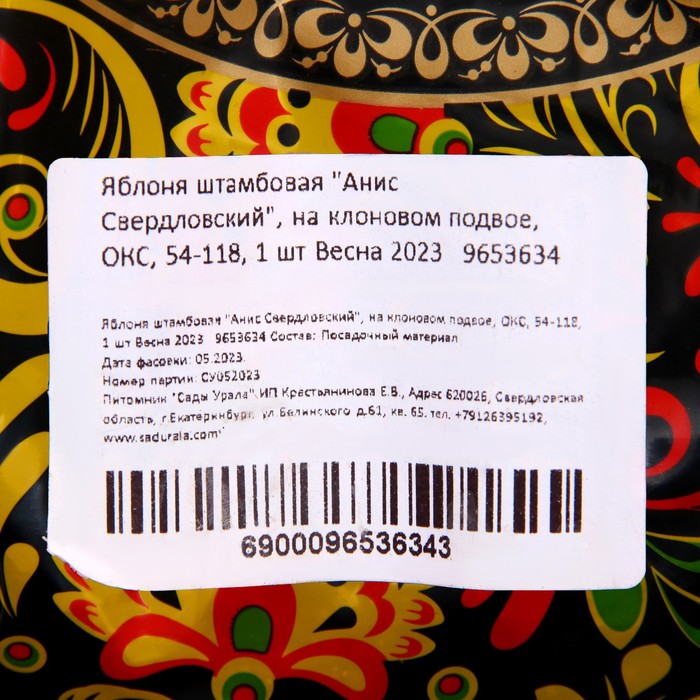 Яблоня штамбовая "Анис
Свердловский", на клоновом подвое,
ОКС, 54-118, 1 шт Весна 2023 9653634
Яблоня штамбовая "Анис Свердловский", на клоновом подвое, ОКС, 54-118,
1 шт Весна 2023 9653634 Состав: Посадочный материал
Дата фасовки: 05.2023.
Номер партии: СУ052023
Питомник "Сады Урала".ИП Крестьянинова Е.В., Адрес 620026, Свердловская
область, г.Екатеринбург, ул.Белинского д.61, кв. 65. тел. +79126395192,
www.sadurala.com"
6900096536343